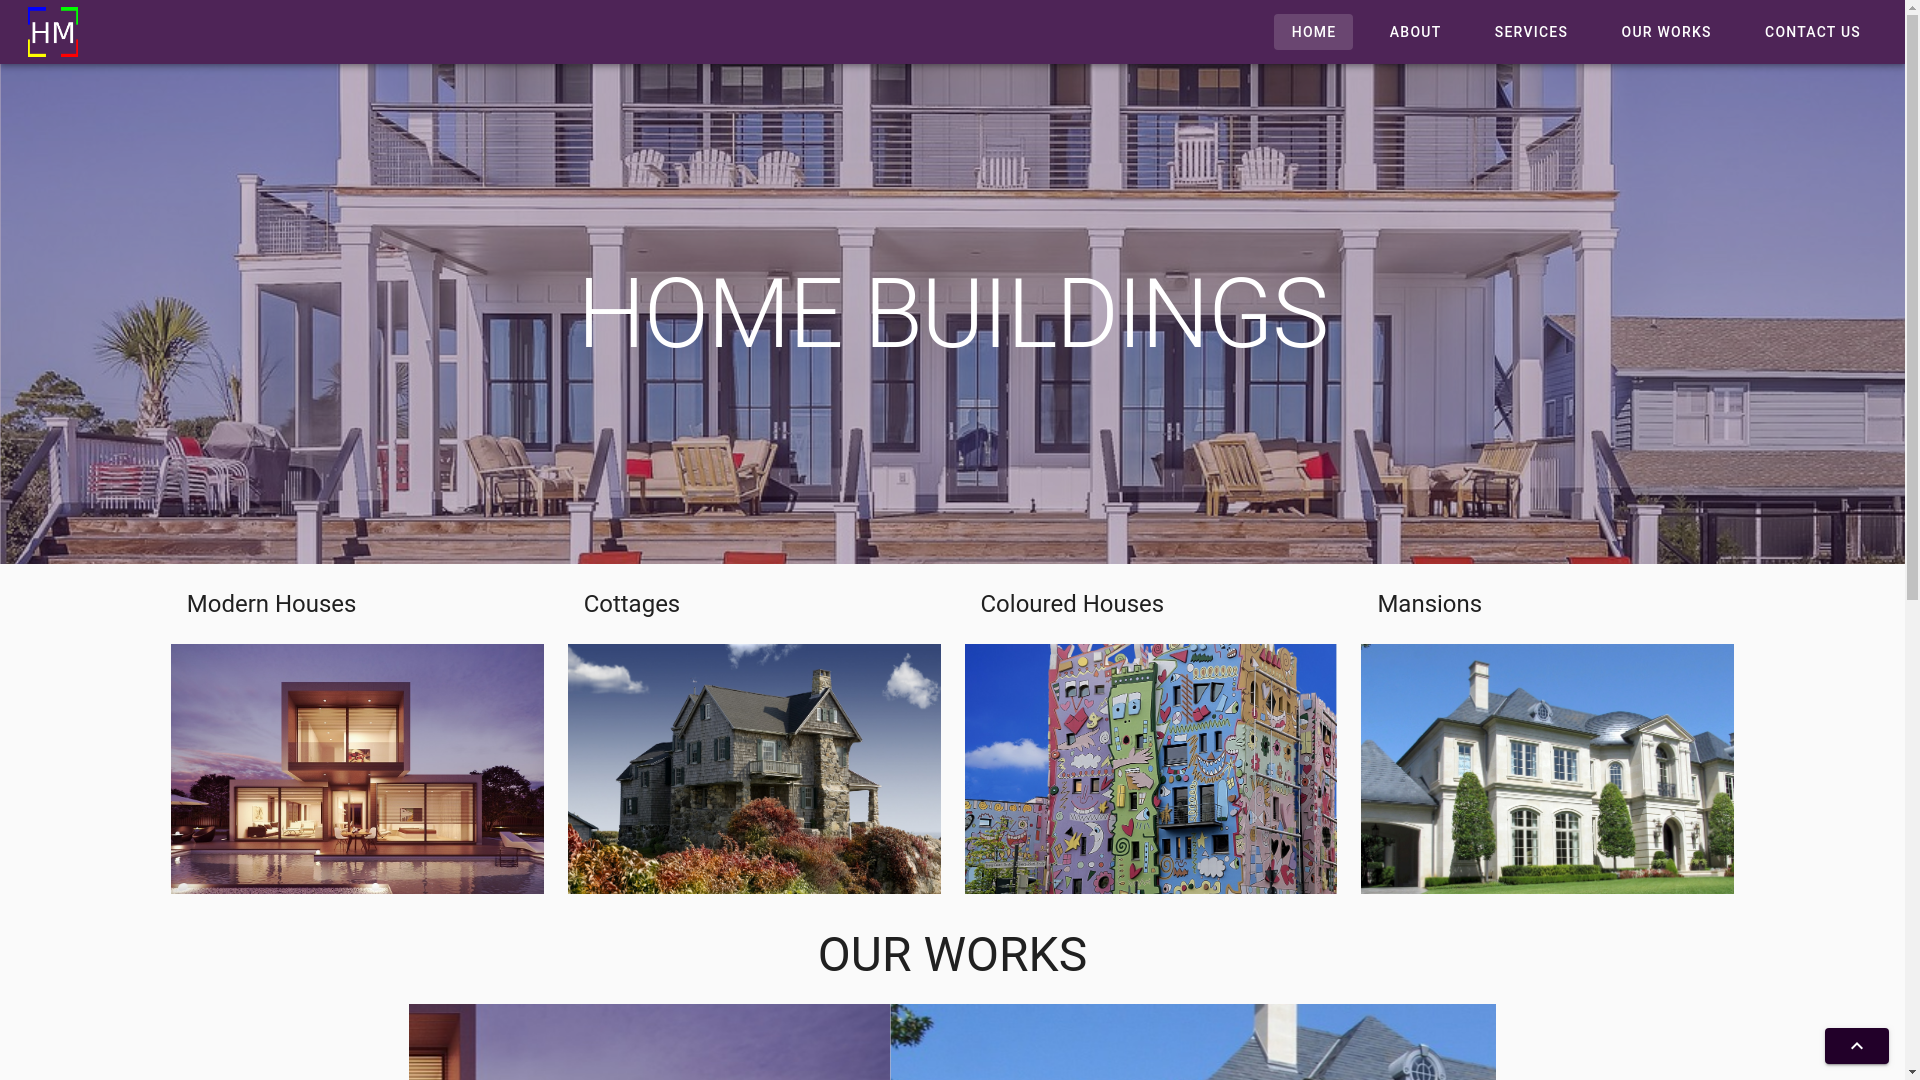 HM
HOME
ABOUT
SERVICES
OUR WORKS
CONTACT US
HOME BUILDINGS
Modern Houses
Cottages
Coloured Houses
Mansions
OUR WORKS